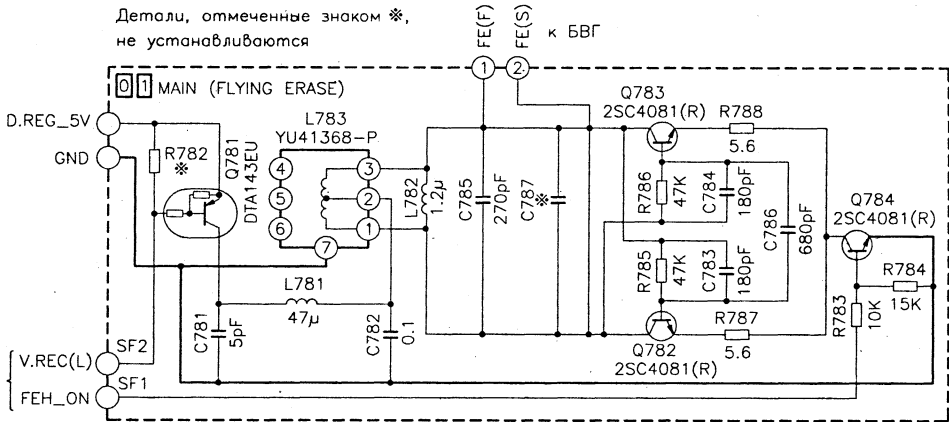 Детали, отмеченные знаком ※,
не устанавливаются
FE(F)
FE(S)
к БВГ
1
2
01 MAIN (FLYING ERASE)
D.REG_5V
GND
R782
※
Q781
DTA143EU
L783
YU41368-P
4
5
6
3
2
1
7
L782
1.2µ
C785
270pF
C787
※
Q783
2SC4081(R)
R788
5.6
R786
47K
C784
180pF
C786
680pF
R785
47K
C783
180pF
Q784
2SC4081(R)
R784
15K
R783
10K
R787
5.6
Q782
2SC4081(R)
L781
47µ
C781
5pF
C782
0.1
V.REC(L)
SF2
FEH_ON
SF1